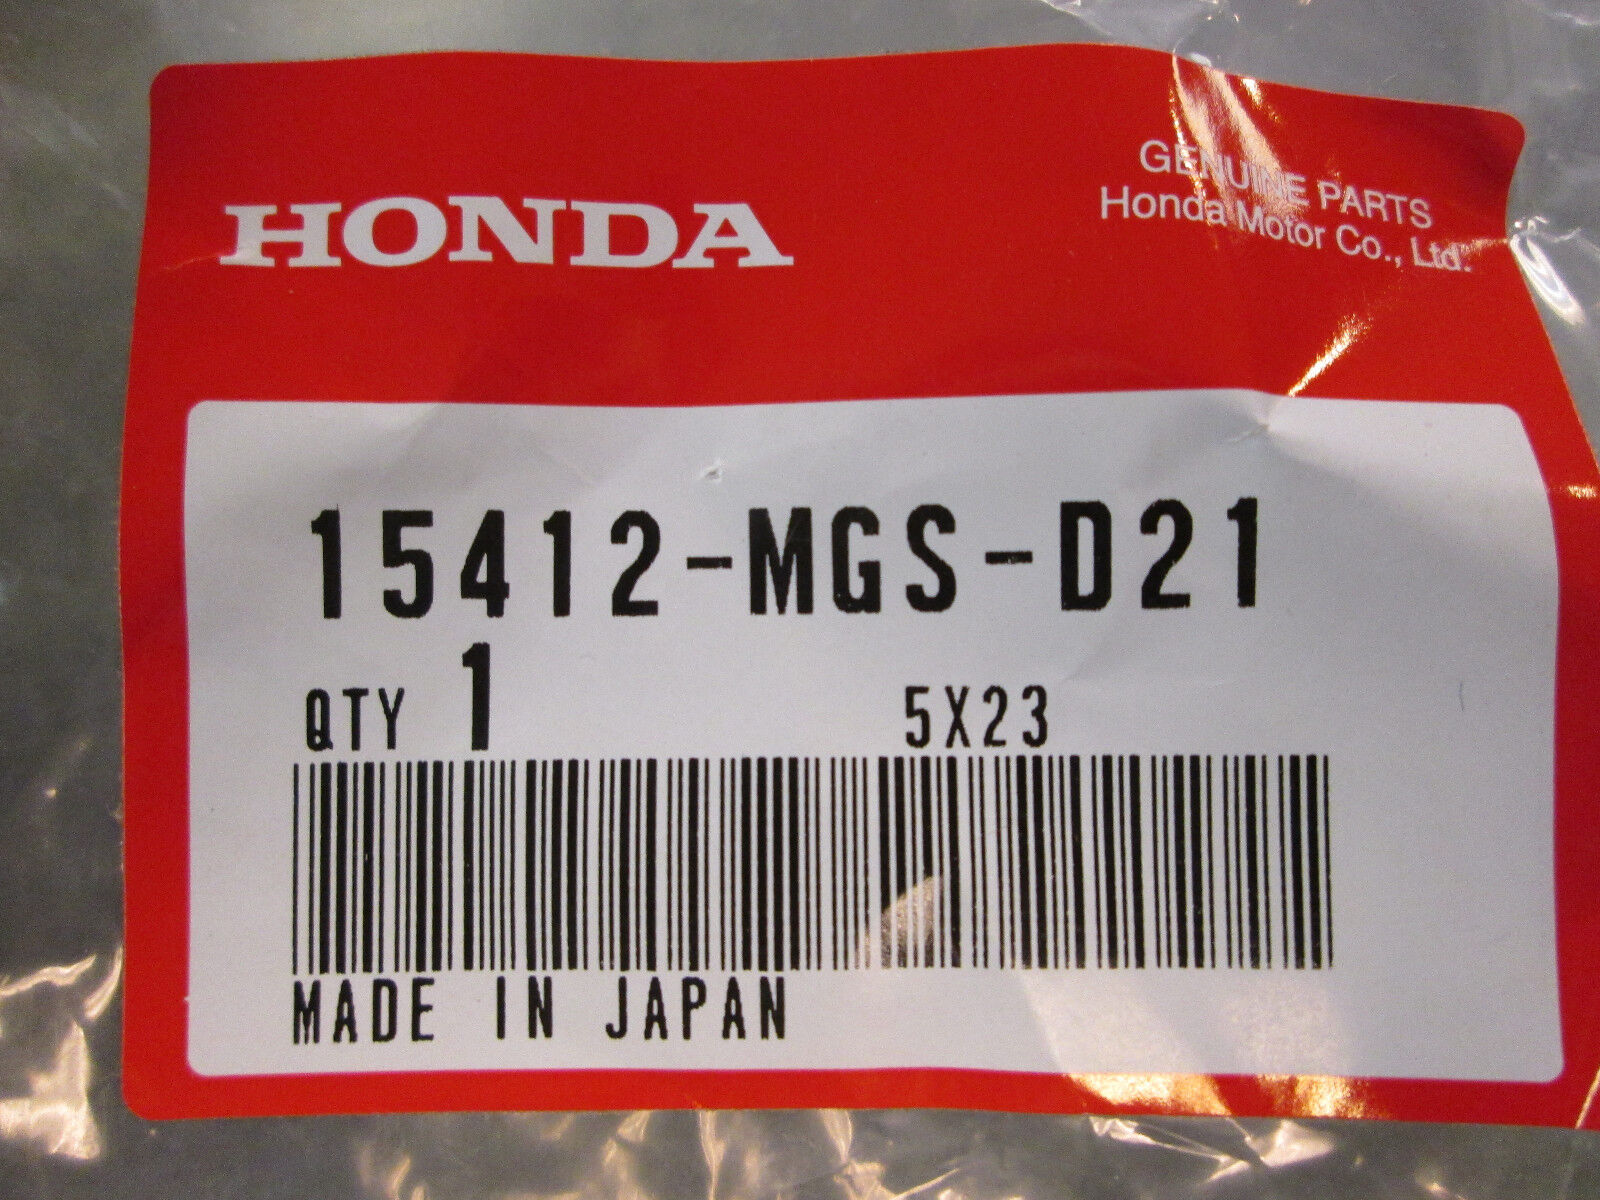 HONDA
GENUINE PARTS
Honda Motor Co., Ltd.
15412-MGS-D21
QTY 1 5X23
MADE IN JAPAN